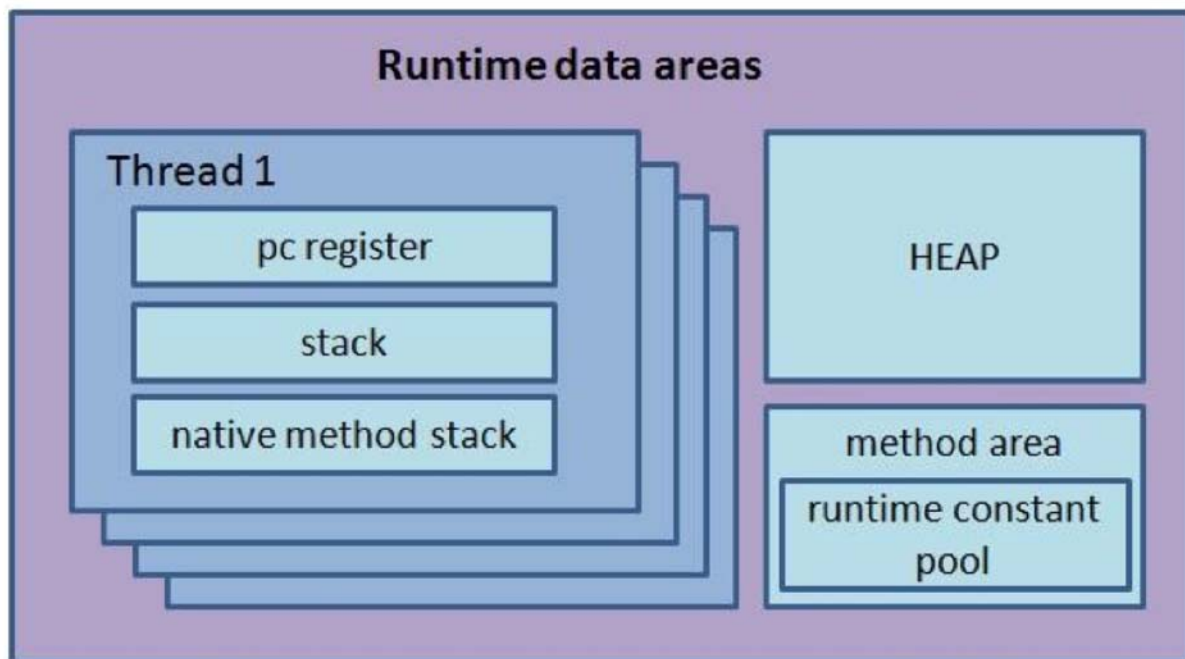 Runtime data areas
Thread 1
pc register
stack
native method stack
HEAP
method area
runtime constant
pool